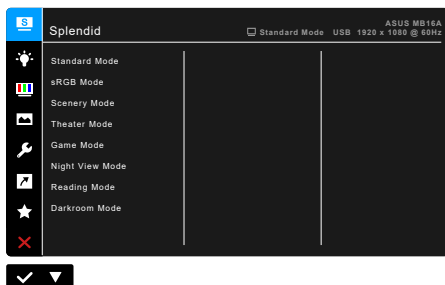 S
Splendid
ASUS MB16A
Standard Mode USB 1920 x 1080 @ 60Hz
Standard Mode
sRGB Mode
Scenery Mode
Theater Mode
Game Mode
Night View Mode
Reading Mode
Darkroom Mode